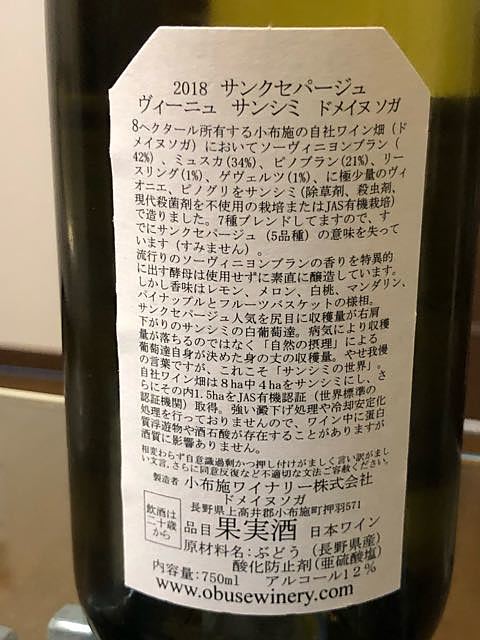 2018 サンクセパージュ
ヴィーニュ サンシミ ドメイヌソガ
8ヘクタール所有する小布施の自社ワイン畑（ド
メイヌソガ）においてソーヴィニヨンブラン（
42%）、ミュスカ(34%)、ピノブラン(21%)、リー
スリング(1%)、ゲヴェルツ(1%)、に極少量のヴィ
オニエ、ピノグリをサンシミ（除草剤、殺虫剤、
現代殺菌剤を不使用の栽培またはJAS有機栽培）
で造りました。7種ブレンドしてますので、す
でにサンクセパージュ（5品種）の意味を失って
います（すみません）。
流行りのソーヴィニヨンブランの香りを特異的
に出す酵母は使用せずに素直に醸造しています。
しかし香味はレモン、メロン、白桃、マンダリン、
パイナップルとフルーツバスケットの様相。
サンクセパージュ人気を尻目に収穫量が右肩
下がりのサンシミの白葡萄達。病気により収穫
量が落ちるのではなく「自然の摂理」による
葡萄達自身が決めた身の丈の収穫量。やせ我慢
の言葉ですが、これこそ「サンシミの世界」。
自社ワイン畑は8ha中4haをサンシミにし、さ
らにその内1.5haをJAS有機認証（世界標準の
認証機関）取得。強い澱下げ処理や冷却安定化
処理を行っておりませんので、ワイン中に蛋白
質浮遊物や酒石酸が存在することがありますが
酒質に影響ありません。
相変わらず自意識過剰かつ押し付けがましく言い訳がまし
い文言、さらに同意反復など不適切な文法ご容赦ください。
製造者 小布施ワイナリー株式会社
ドメイヌソガ
長野県上高井郡小布施町押羽571
飲酒は
二十歳
から
品目 果実酒 日本ワイン
原材料名：ぶどう（長野県産）
酸化防止剤（亜硫酸塩）
内容量：750ml アルコール12%
www.obusewinery.com